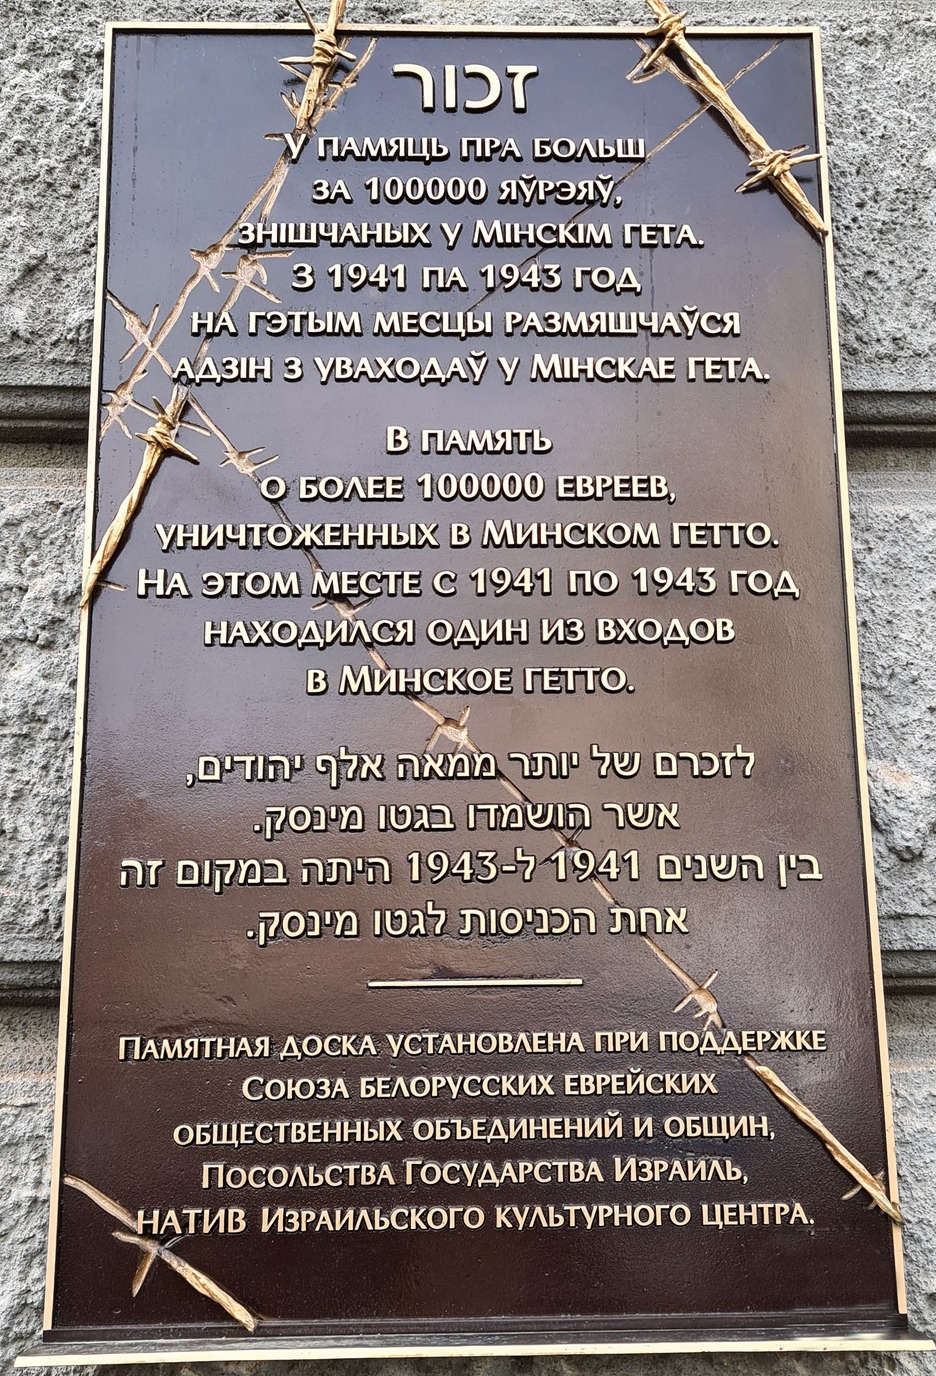 זכור
У ПАМЯЦЬ ПРА БОЛЬШ
ЗА 100000 ЯЎРЭЯЎ,
ЗНІШЧАНЫХ У МІНСКІМ ГЕТА.
З 1941 ПА 1943 ГОД
НА ГЭТЫМ МЕСЦЫ РАЗМЯШЧАЎСЯ
АДЗІН З УВАХОДАЎ У МІНСКАЕ ГЕТА.
В ПАМЯТЬ
О БОЛЕЕ 100000 ЕВРЕЕВ,
УНИЧТОЖЕННЫХ В МИНСКОМ ГЕТТО.
НА ЭТОМ МЕСТЕ С 1941 ПО 1943 ГОД
НАХОДИЛСЯ ОДИН ИЗ ВХОДОВ
В МИНСКОЕ ГЕТТО.
לזכרם של יותר ממאה אלף יהודים,
אשר הושמדו בגטו מינסק.
בין השנים 1941 ל-1943 היתה במקום זה
אחת הכניסות לגטו מינסק.
ПАМЯТНАЯ ДОСКА УСТАНОВЛЕНА ПРИ ПОДДЕРЖКЕ
СОЮЗА БЕЛОРУССКИХ ЕВРЕЙСКИХ
ОБЩЕСТВЕННЫХ ОБЪЕДИНЕНИЙ И ОБЩИН,
ПОСОЛЬСТВА ГОСУДАРСТВА ИЗРАИЛЬ,
НАТИВ ИЗРАИЛЬСКОГО КУЛЬТУРНОГО ЦЕНТРА.